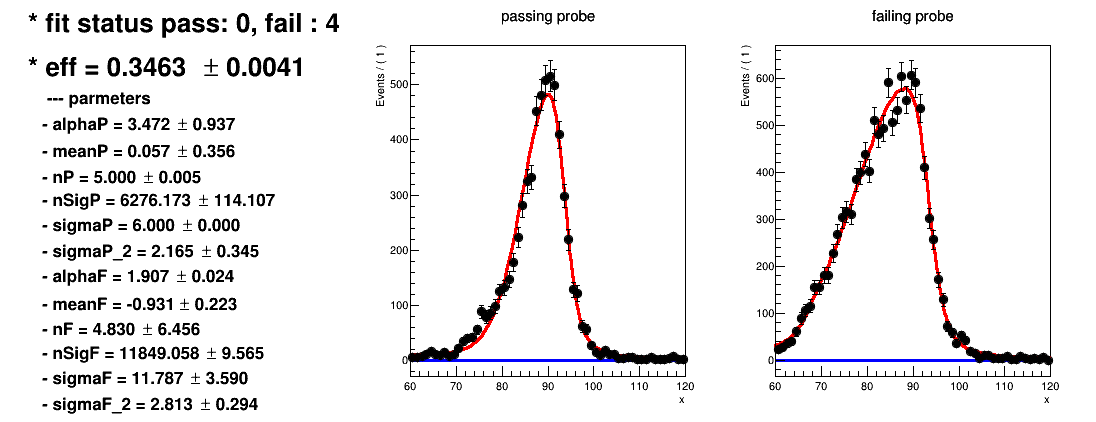 * fit status pass: 0, fail : 4
* eff = 0.3463 ± 0.0041
--- parmeters
- alphaP = 3.472 ± 0.937
- meanP = 0.057 ± 0.356
- nP = 5.000 ± 0.005
- nSigP = 6276.173 ± 114.107
- sigmaP = 6.000 ± 0.000
- sigmaP_2 = 2.165 ± 0.345
- alphaF = 1.907 ± 0.024
- meanF = -0.931 ± 0.223
- nF = 4.830 ± 6.456
- nSigF = 11849.058 ± 9.565
- sigmaF = 11.787 ± 3.590
- sigmaF_2 = 2.813 ± 0.294
passing probe
Events / ( 1 )
500
400
300
200
100
0
60 70 80 90 100 110 120
x
failing probe
Events / ( 1 )
600
500
400
300
200
100
0
60 70 80 90 100 110 120
x